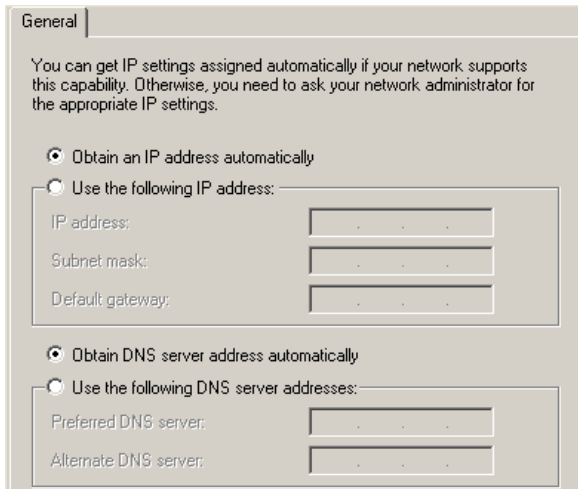 General
You can get IP settings assigned automatically if your network supports
this capability. Otherwise, you need to ask your network administrator for
the appropriate IP settings.
Obtain an IP address automatically
Use the following IP address:
IP address:
Subnet mask:
Default gateway:
Obtain DNS server address automatically
Use the following DNS server addresses:
Preferred DNS server:
Alternate DNS server: